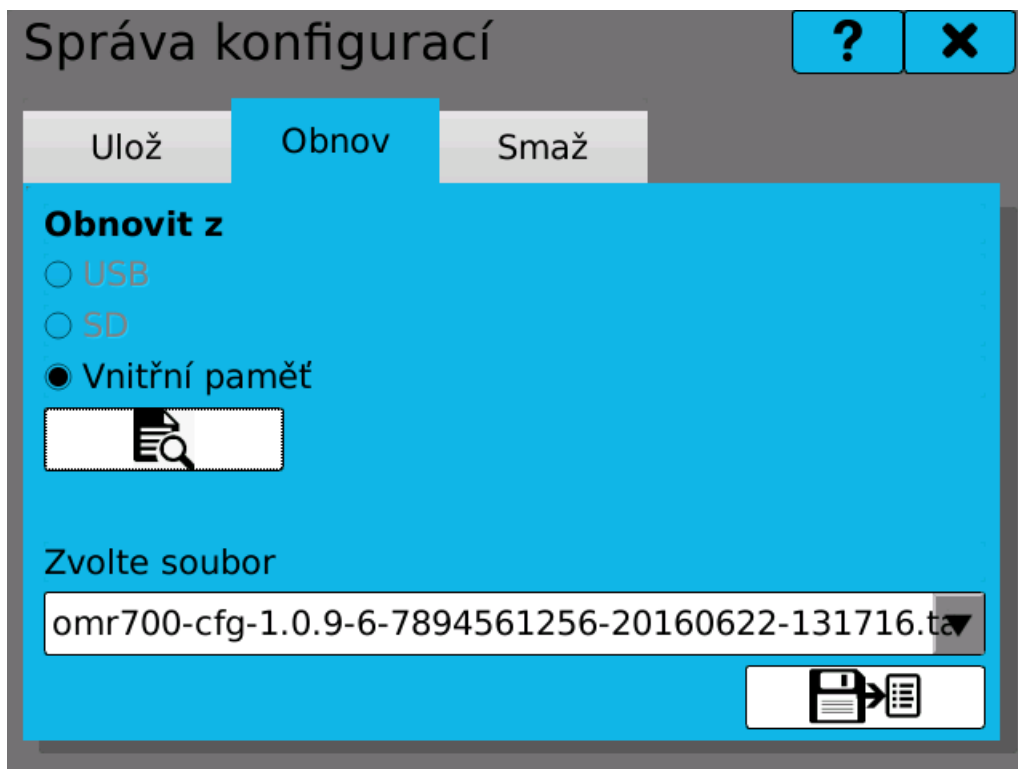 Správa konfigurací
? ✖
Ulož Obnov Smaž
Obnovit z
USB
SD
Vnitřní paměť
Zvolte soubor
omr700-cfg-1.0.9-6-7894561256-20160622-131716.ta